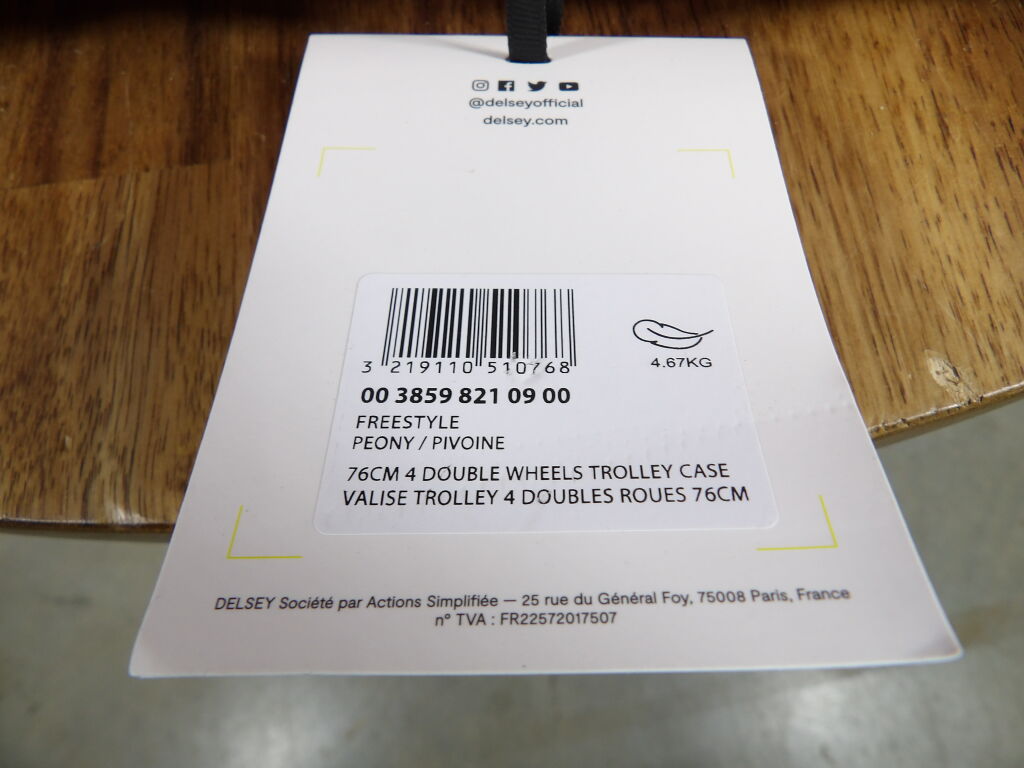 @delseyofficial
delsey.com
3 219110 510768
4.67KG
00 3859 821 09 00
FREESTYLE
PEONY / PIVOINE
76CM 4 DOUBLE WHEELS TROLLEY CASE
VALISE TROLLEY 4 DOUBLES ROUES 76CM
DELSEY Société par Actions Simplifiée — 25 rue du Général Foy, 75008 Paris, France
n° TVA : FR22572017507